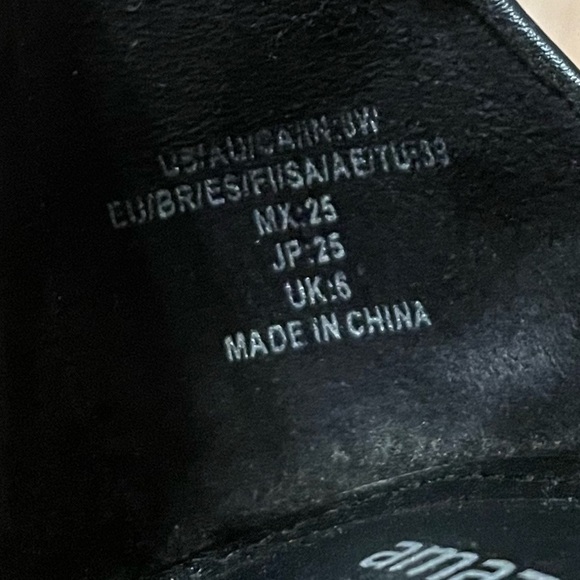 US/AU/CA/IN:8W
EU/BR/ES/FI/SA/AE/TU:39
MX:25
JP:25
UK:6
MADE IN CHINA